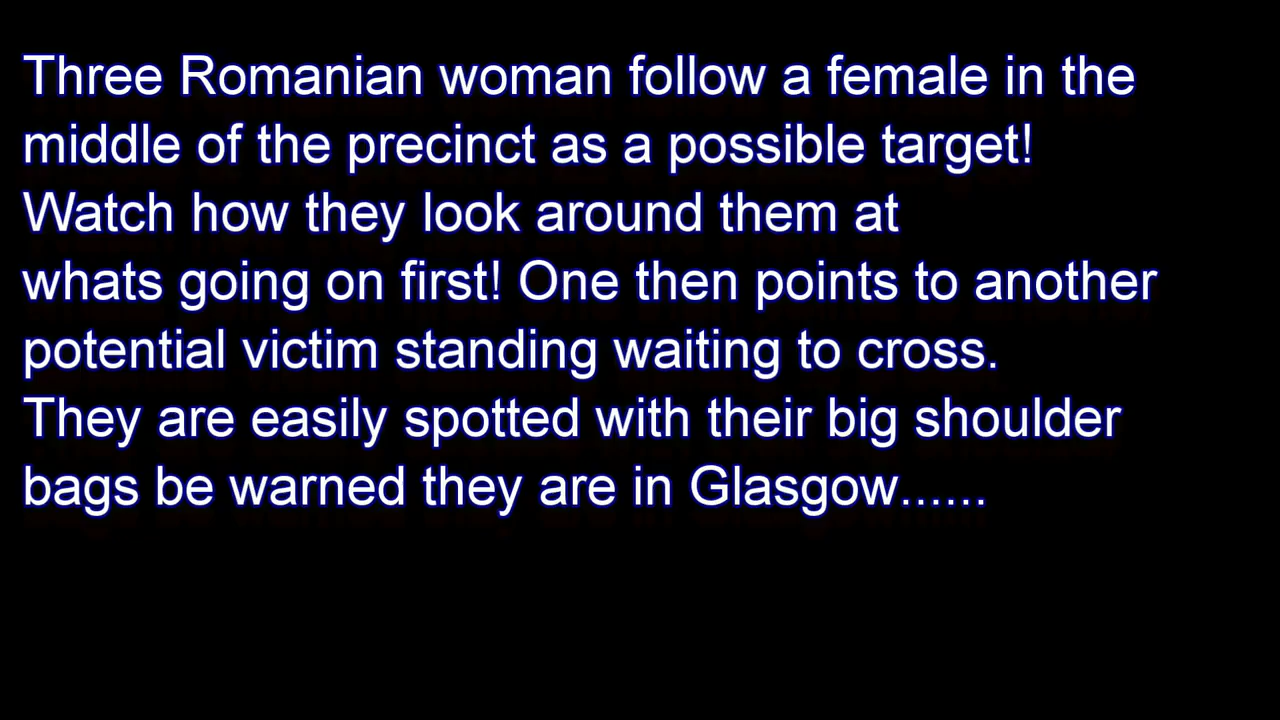 Three Romanian woman follow a female in the
middle of the precinct as a possible target!
Watch how they look around them at
whats going on first! One then points to another
potential victim standing waiting to cross.
They are easily spotted with their big shoulder
bags be warned they are in Glasgow......